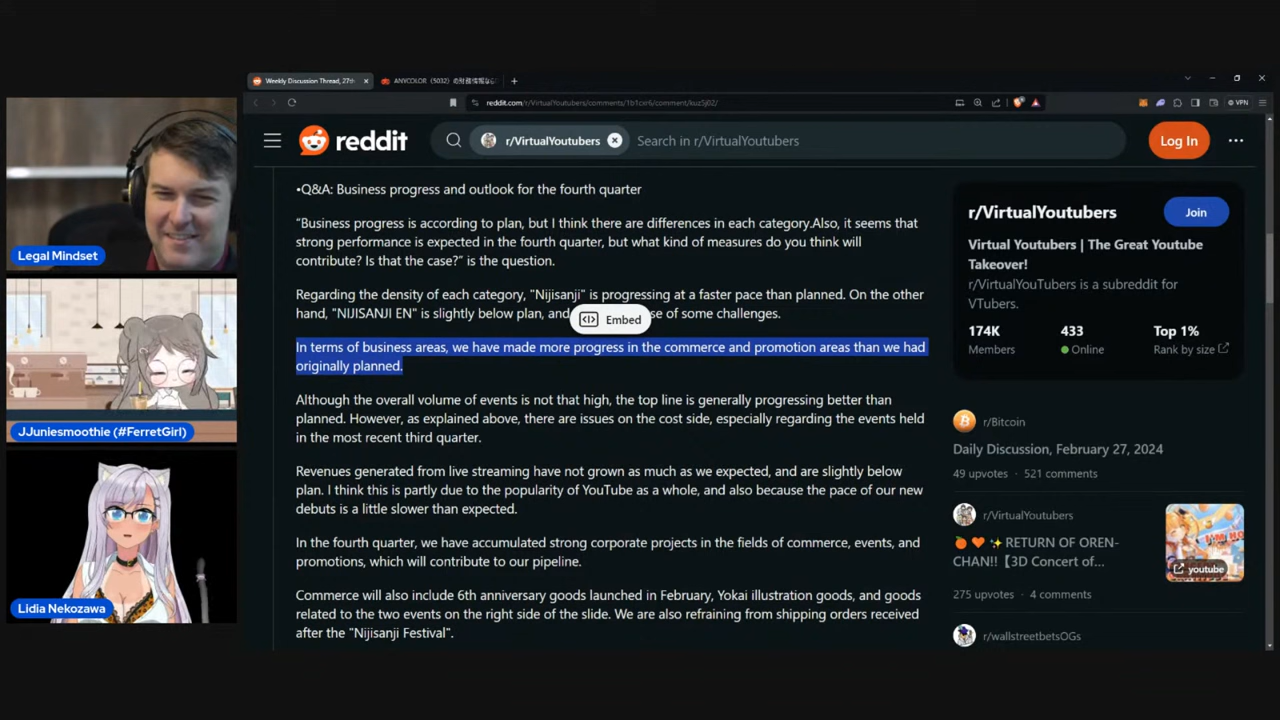 Weekly Discussion Thread, 27th
ANYCOLOR (5032)
reddit.com/r/VirtualYoutubers/comments/1b1cxr6/comment/kuz5j02/
VPN
reddit
r/VirtualYoutubers
Search in r/VirtualYoutubers
Log In
•Q&A: Business progress and outlook for the fourth quarter
"Business progress is according to plan, but I think there are differences in each category.Also, it seems that
strong performance is expected in the fourth quarter, but what kind of measures do you think will
contribute? Is that the case?" is the question.
Regarding the density of each category, "Nijisanji" is progressing at a faster pace than planned. On the other
hand, "NIJISANJI EN" is slightly below plan, and se of some challenges.
Embed
In terms of business areas, we have made more progress in the commerce and promotion areas than we had
originally planned.
Although the overall volume of events is not that high, the top line is generally progressing better than
planned. However, as explained above, there are issues on the cost side, especially regarding the events held
in the most recent third quarter.
Revenues generated from live streaming have not grown as much as we expected, and are slightly below
plan. I think this is partly due to the popularity of YouTube as a whole, and also because the pace of our new
debuts is a little slower than expected.
In the fourth quarter, we have accumulated strong corporate projects in the fields of commerce, events, and
promotions, which will contribute to our pipeline.
Commerce will also include 6th anniversary goods launched in February, Yokai illustration goods, and goods
related to the two events on the right side of the slide. We are also refraining from shipping orders received
after the "Nijisanji Festival".
r/VirtualYoutubers
Join
Virtual Youtubers | The Great Youtube
Takeover!
r/VirtualYouTubers is a subreddit for
VTubers.
174K
433
Top 1%
Members
Online
Rank by size
r/Bitcoin
Daily Discussion, February 27, 2024
49 upvotes · 521 comments
r/VirtualYoutubers
RETURN OF OREN-
CHAN!!【3D Concert of...
youtube
275 upvotes · 4 comments
r/wallstreetbetsOGs
Legal Mindset
JJuniesmoothie (#FerretGirl)
Lidia Nekozawa